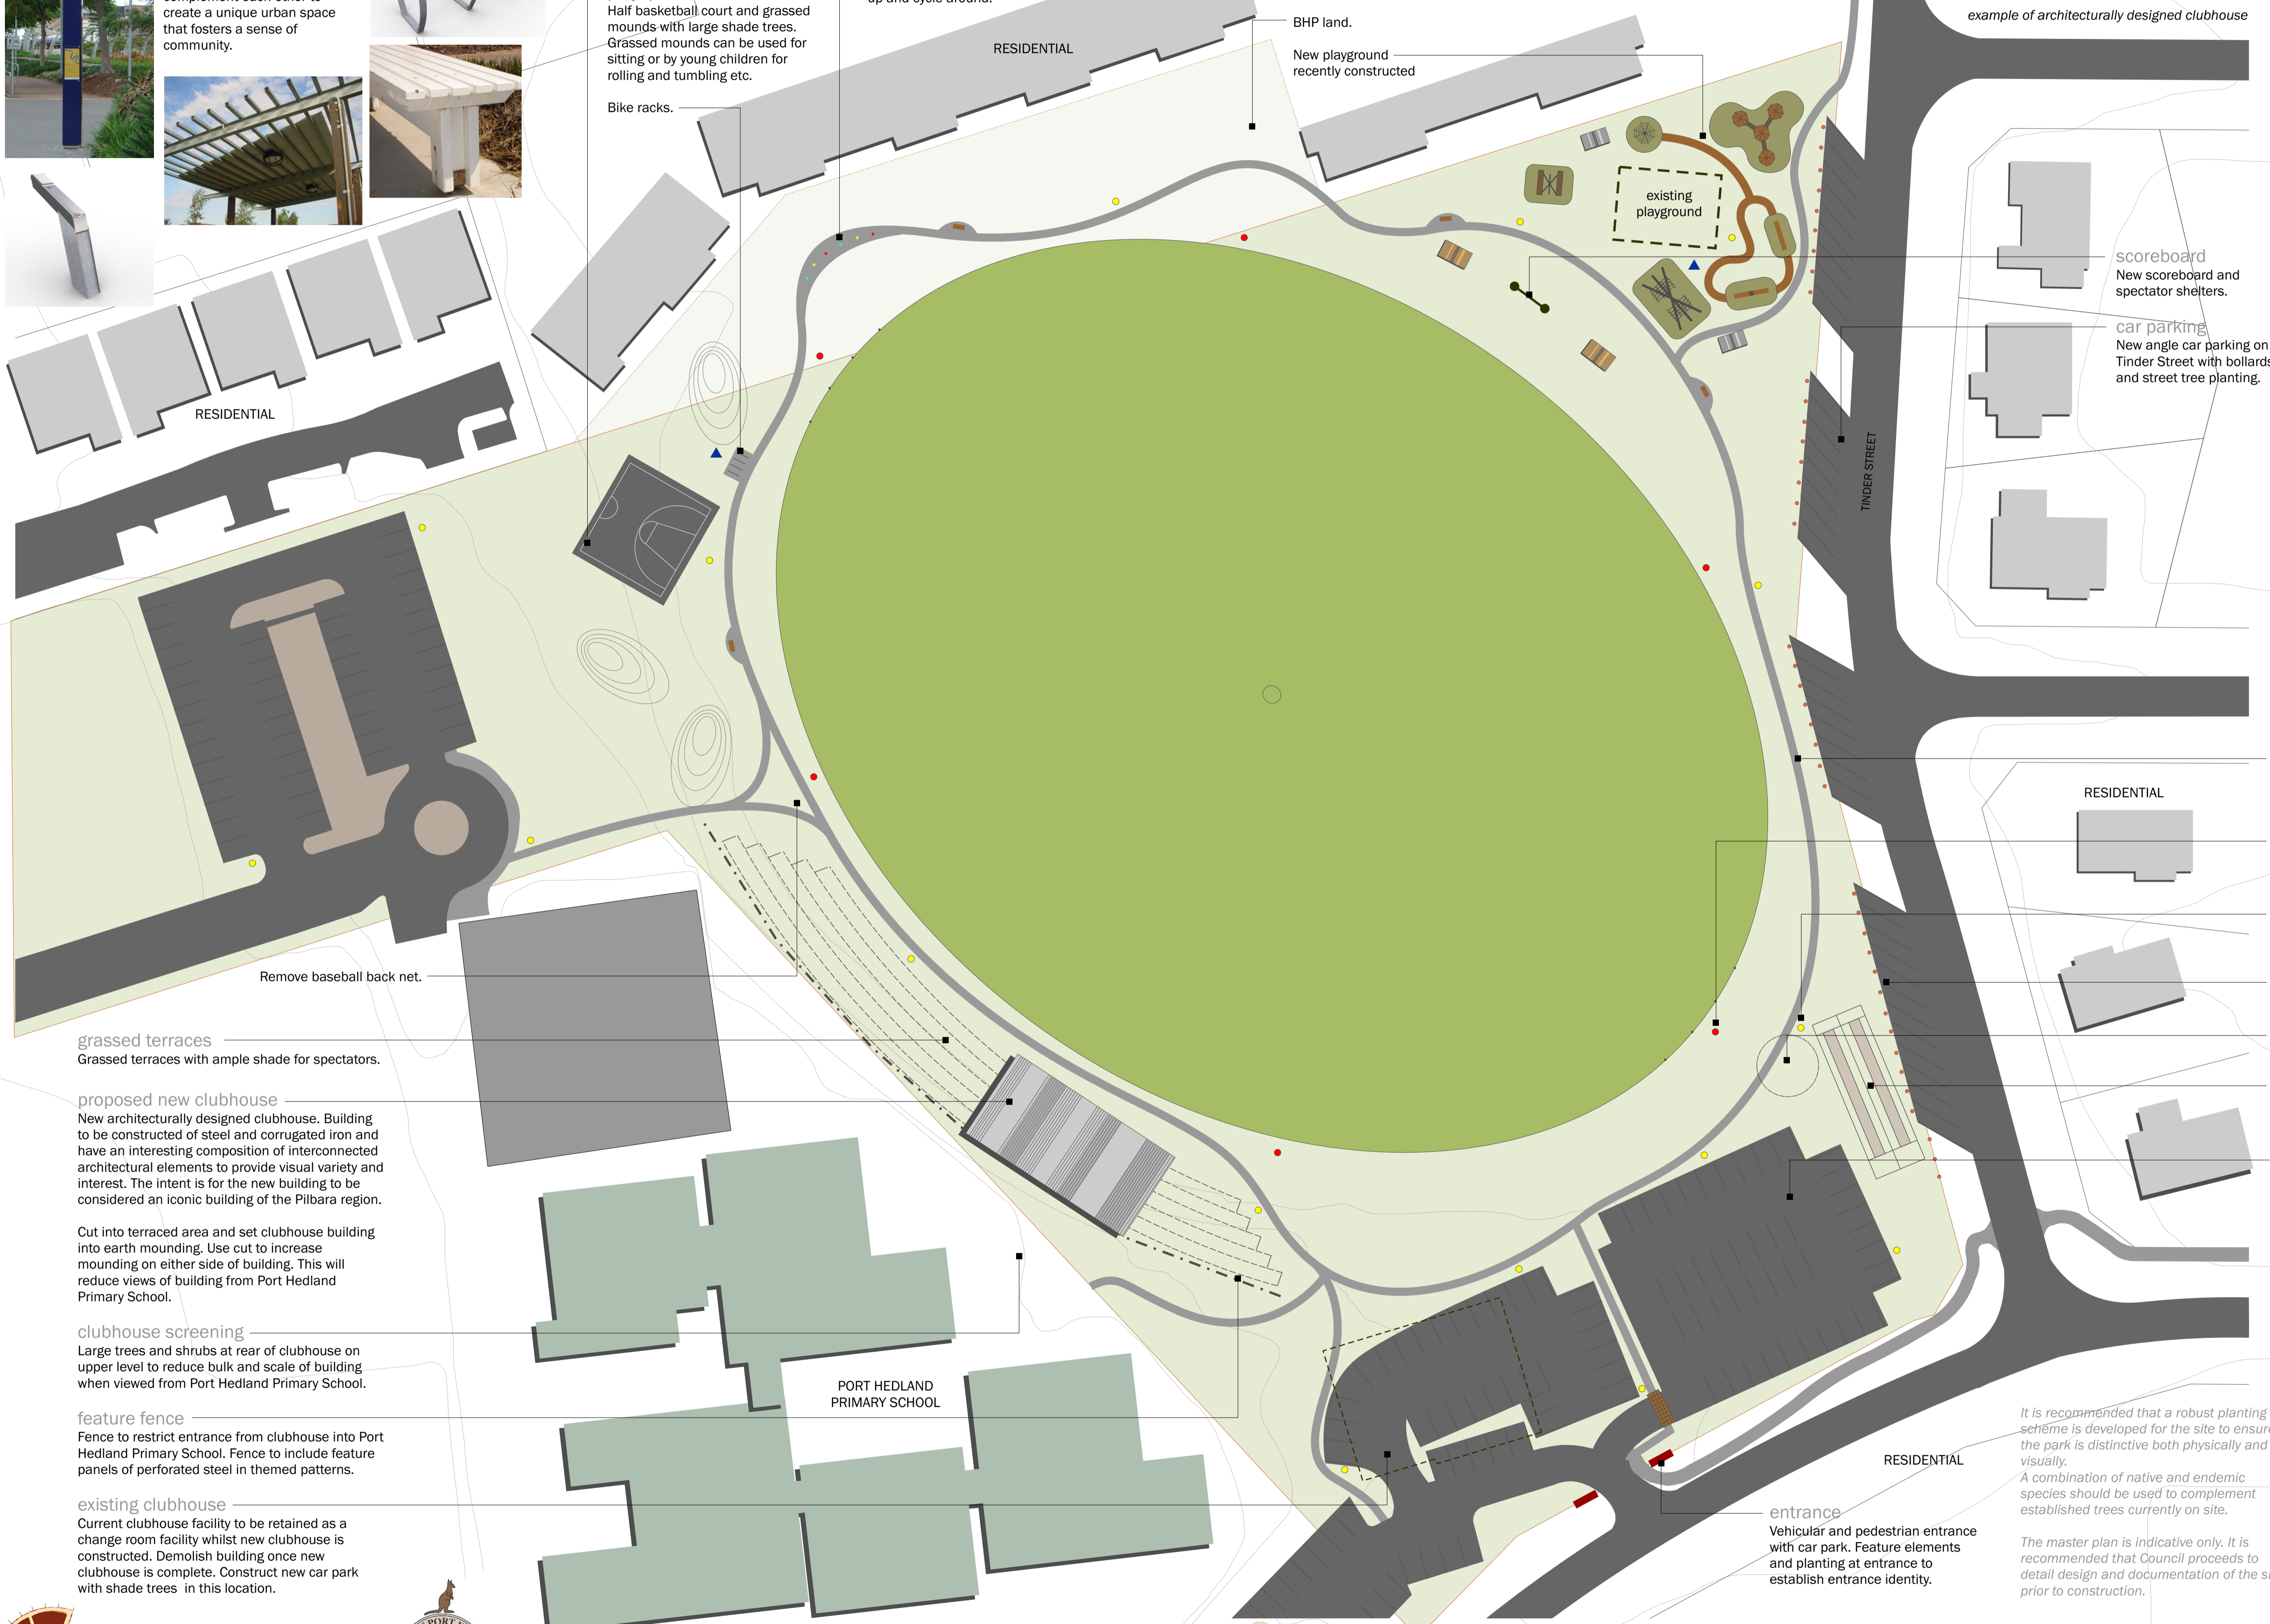 create a unique urban space
that fosters a sense of
community.
Half basketball court and grassed
mounds with large shade trees.
Grassed mounds can be used for
sitting or by young children for
rolling and tumbling etc.
Bike racks.
RESIDENTIAL
BHP land.
New playground
recently constructed
example of architecturally designed clubhouse
existing
playground
scoreboard
New scoreboard and
spectator shelters.
car parking
New angle car parking on
Tinder Street with bollards
and street tree planting.
RESIDENTIAL
TINDER STREET
RESIDENTIAL
Remove baseball back net.
grassed terraces
Grassed terraces with ample shade for spectators.
proposed new clubhouse
New architecturally designed clubhouse. Building
to be constructed of steel and corrugated iron and
have an interesting composition of interconnected
architectural elements to provide visual variety and
interest. The intent is for the new building to be
considered an iconic building of the Pilbara region.
Cut into terraced area and set clubhouse building
into earth mounding. Use cut to increase
mounding on either side of building. This will
reduce views of building from Port Hedland
Primary School.
clubhouse screening
Large trees and shrubs at rear of clubhouse on
upper level to reduce bulk and scale of building
when viewed from Port Hedland Primary School.
feature fence
Fence to restrict entrance from clubhouse into Port
Hedland Primary School. Fence to include feature
panels of perforated steel in themed patterns.
existing clubhouse
Current clubhouse facility to be retained as a
change room facility whilst new clubhouse is
constructed. Demolish building once new
clubhouse is complete. Construct new car park
with shade trees in this location.
PORT HEDLAND
PRIMARY SCHOOL
RESIDENTIAL
entrance
Vehicular and pedestrian entrance
with car park. Feature elements
and planting at entrance to
establish entrance identity.
It is recommended that a robust planting
scheme is developed for the site to ensure
the park is distinctive both physically and
visually.
A combination of native and endemic
species should be used to complement
established trees currently on site.
The master plan is indicative only. It is
recommended that Council proceeds to
detail design and documentation of the
prior to construction.